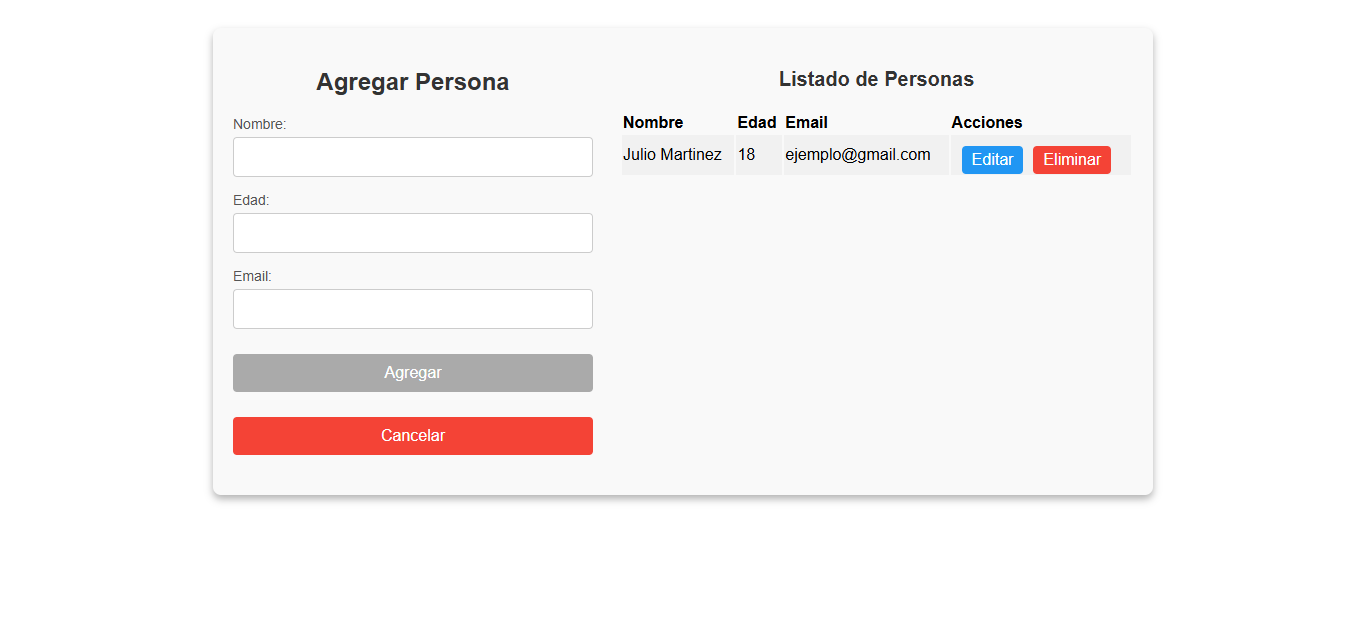 Agregar Persona
Nombre:
Edad:
Email:
Agregar
Cancelar
Listado de Personas
Nombre Edad Email Acciones
Julio Martinez 18 ejemplo@gmail.com Editar Eliminar